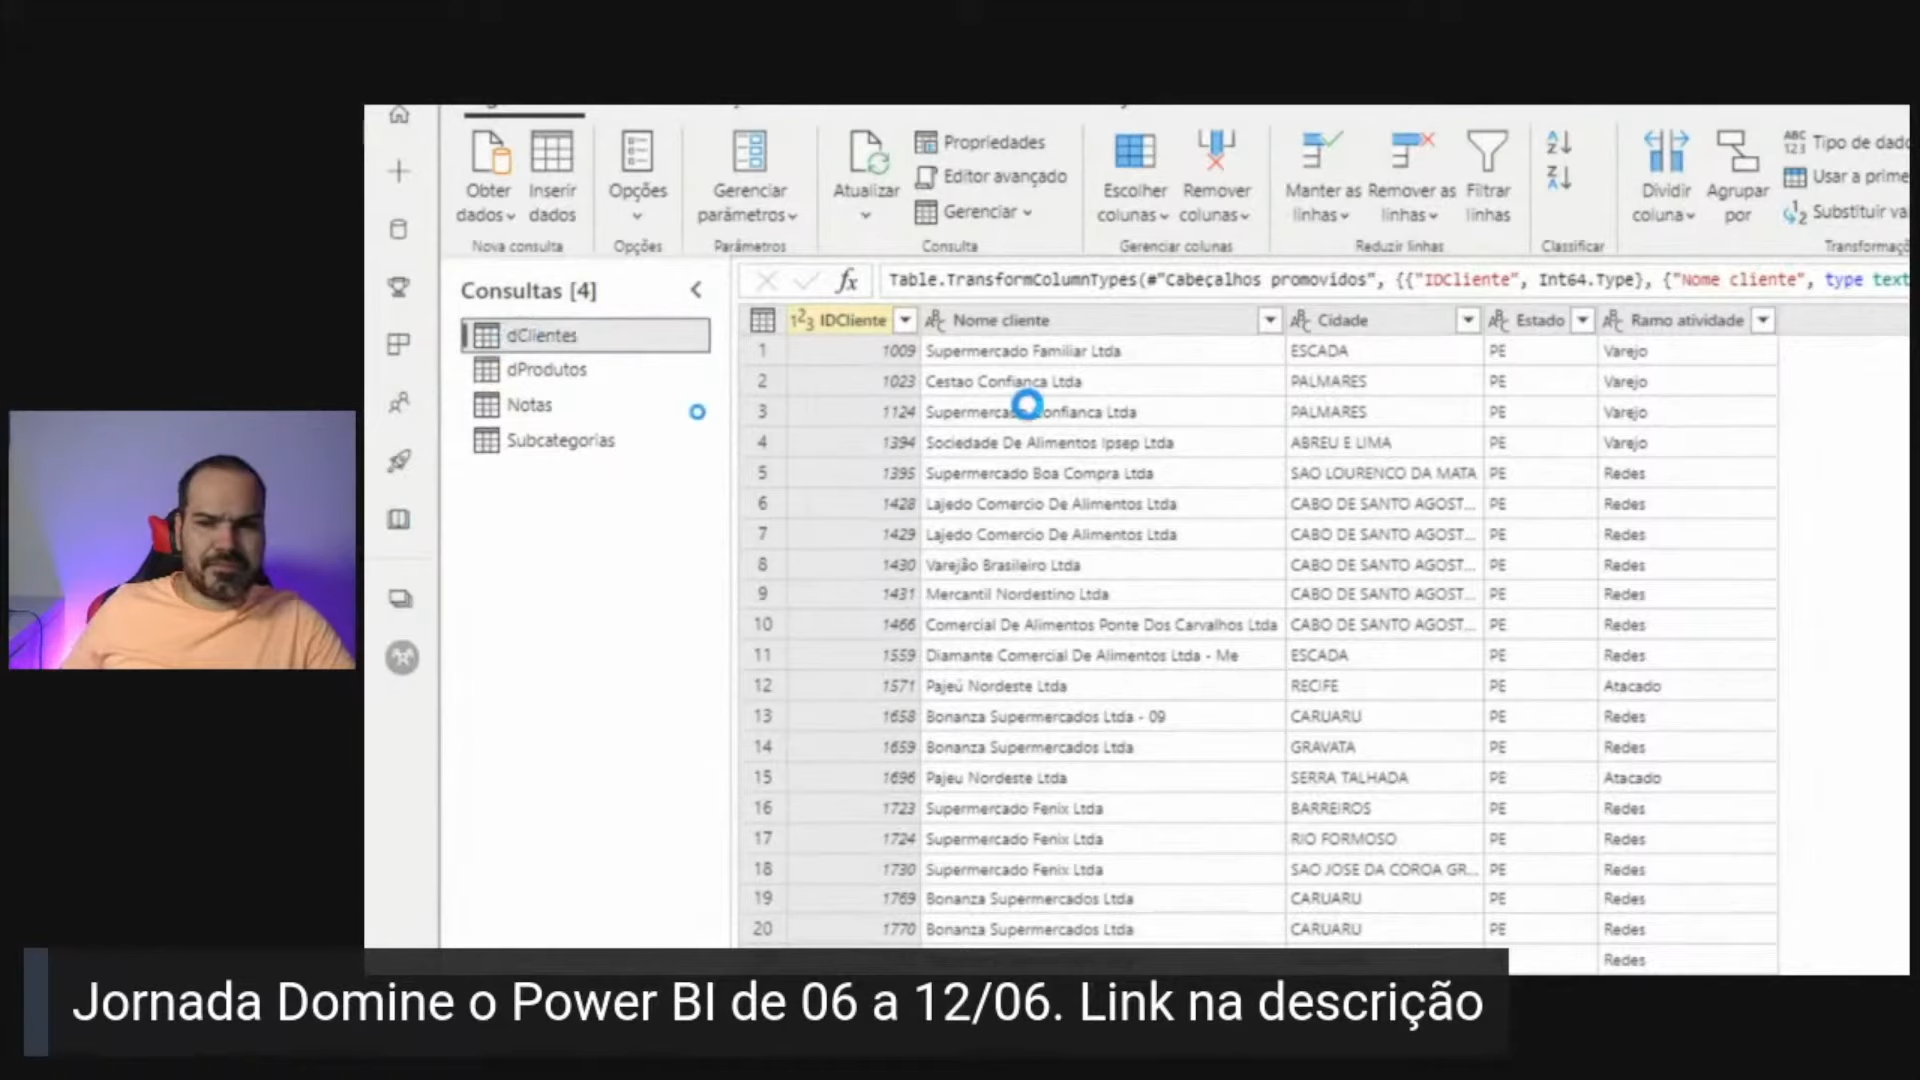 Obter dados
Inserir dados
Nova consulta
Opções
Opções
Gerenciar parâmetros
Parâmetros
Atualizar
Propriedades
Editor avançado
Gerenciar
Consulta
Escolher colunas
Remover colunas
Gerenciar colunas
Manter as linhas
Remover as linhas
Filtrar linhas
Reduzir linhas
Classificar
Dividir coluna
Agrupar por
Tipo de dado
Usar a prime
Substituir va
Transformaçõ
Consultas [4]
dClientes
dProdutos
Notas
Subcategorias
fx Table.TransformColumnTypes(#"Cabeçalhos promovidos", {{"IDCliente", Int64.Type}, {"Nome cliente", type text
IDCliente Nome cliente Cidade Estado Ramo atividade
1 1009 Supermercado Familiar Ltda ESCADA PE Varejo
2 1023 Cestao Confianca Ltda PALMARES PE Varejo
3 1124 Supermercado Confianca Ltda PALMARES PE Varejo
4 1394 Sociedade De Alimentos Ipsep Ltda ABREU E LIMA PE Varejo
5 1395 Supermercado Boa Compra Ltda SAO LOURENCO DA MATA PE Redes
6 1428 Lajedo Comercio De Alimentos Ltda CABO DE SANTO AGOST... PE Redes
7 1429 Lajedo Comercio De Alimentos Ltda CABO DE SANTO AGOST... PE Redes
8 1430 Varejão Brasileiro Ltda CABO DE SANTO AGOST... PE Redes
9 1431 Mercantil Nordestino Ltda CABO DE SANTO AGOST... PE Redes
10 1466 Comercial De Alimentos Ponte Dos Carvalhos Ltda CABO DE SANTO AGOST... PE Redes
11 1559 Diamante Comercial De Alimentos Ltda - Me ESCADA PE Redes
12 1571 Pajeú Nordeste Ltda RECIFE PE Atacado
13 1658 Bonanza Supermercados Ltda - 09 CARUARU PE Redes
14 1659 Bonanza Supermercados Ltda GRAVATA PE Redes
15 1696 Pajeu Nordeste Ltda SERRA TALHADA PE Atacado
16 1723 Supermercado Fenix Ltda BARREIROS PE Redes
17 1724 Supermercado Fenix Ltda RIO FORMOSO PE Redes
18 1730 Supermercado Fenix Ltda SAO JOSE DA COROA GR... PE Redes
19 1769 Bonanza Supermercados Ltda CARUARU PE Redes
20 1770 Bonanza Supermercados Ltda CARUARU PE Redes
Redes
Jornada Domine o Power BI de 06 a 12/06. Link na descrição